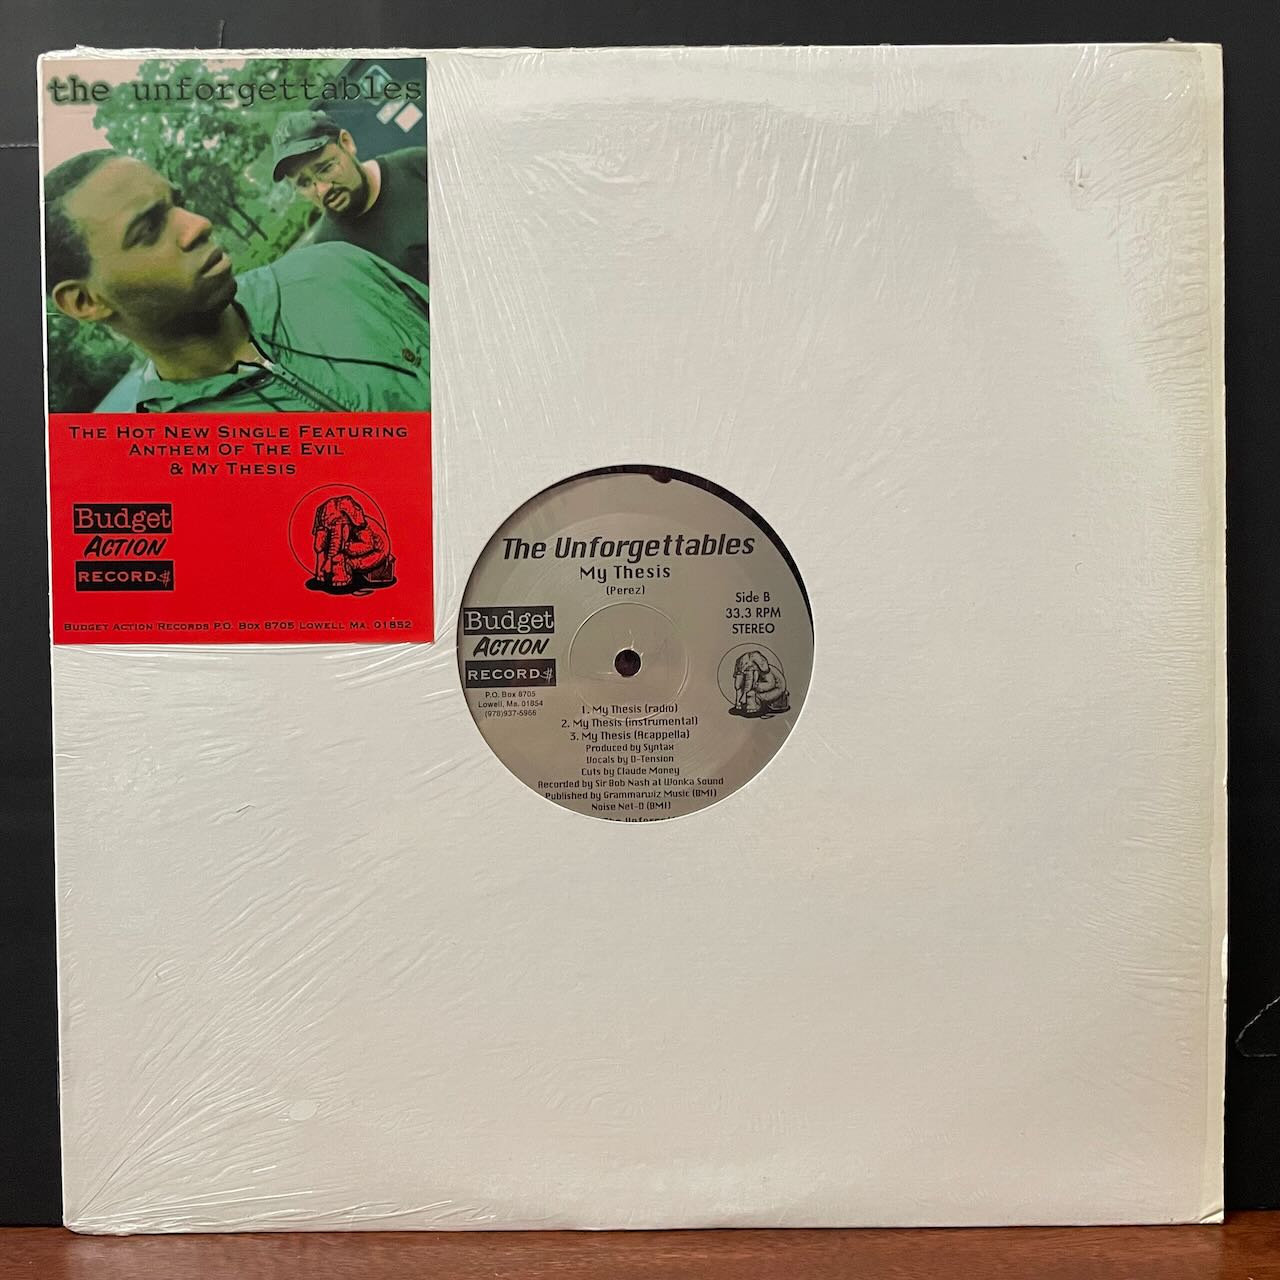 the unforgettables
The Hot New Single Featuring
Anthem Of The Evil
& My Thesis
Budget
ACTION
RECORD$
Budget Action Records P.O. Box 8705 Lowell Ma. 01852
The Unforgettables
My Thesis
(Perez)
Side B
33.3 RPM
STEREO
Budget
ACTION
RECORD$
P.O. Box 8705
Lowell, Ma. 01854
(978)937-5966
1. My Thesis (radio)
2. My Thesis (instrumental)
3. My Thesis (Acappella)
Produced by Syntax
Vocals by D-Tension
Cuts by Claude Money
Recorded by Sir Bob Nash at Wonka Sound
Published by Grammarwiz Music (BMI)
Noise Net-D (BMI)